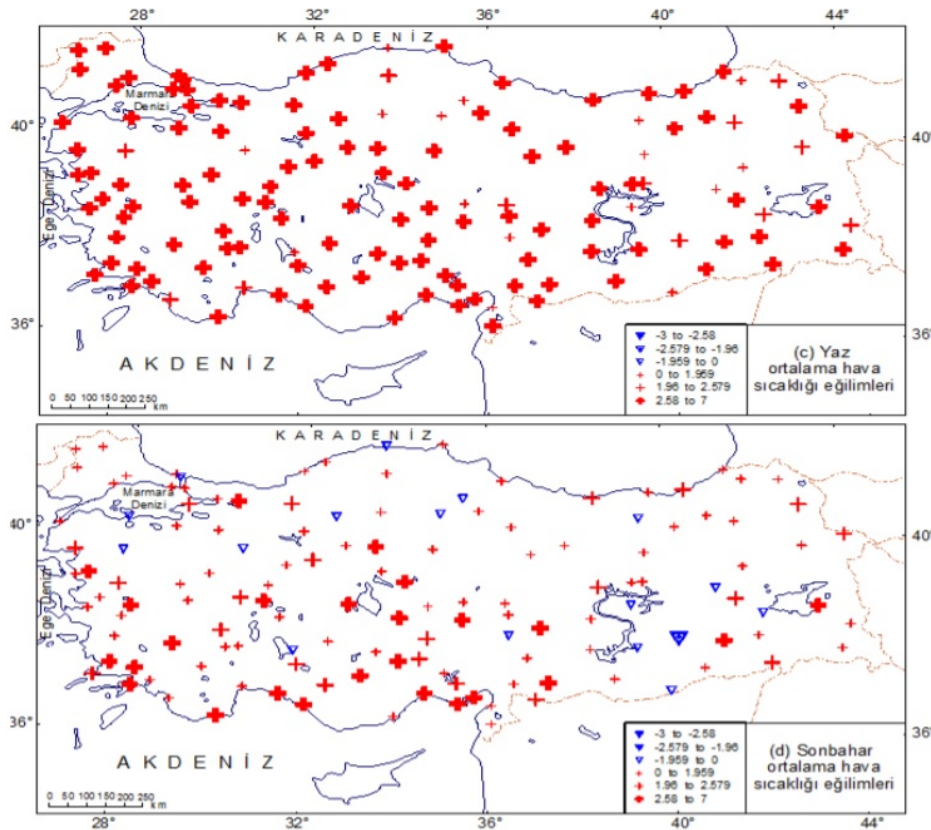 28 32 36 40 44
KARADENİZ
Marmara
Denizi
40° 40°
Ege Denizi
36° 36°
AKDENİZ
-3 to -2.58
-2.579 to -1.96
-1.959 to 0
0 to 1.959
1.96 to 2.579
2.58 to 7
(c) Yaz
ortalama hava
sıcaklığı eğilimleri
0 50 100 150 200 250
km
KARADENİZ
Marmara
Denizi
40° 40°
Ege Denizi
36° 36°
AKDENİZ
-3 to -2.58
-2.579 to -1.96
-1.959 to 0
0 to 1.959
1.96 to 2.579
2.58 to 7
(d) Sonbahar
ortalama hava
sıcaklığı eğilimleri
0 50 100 150 200 250
km
28° 32° 36° 40° 44°